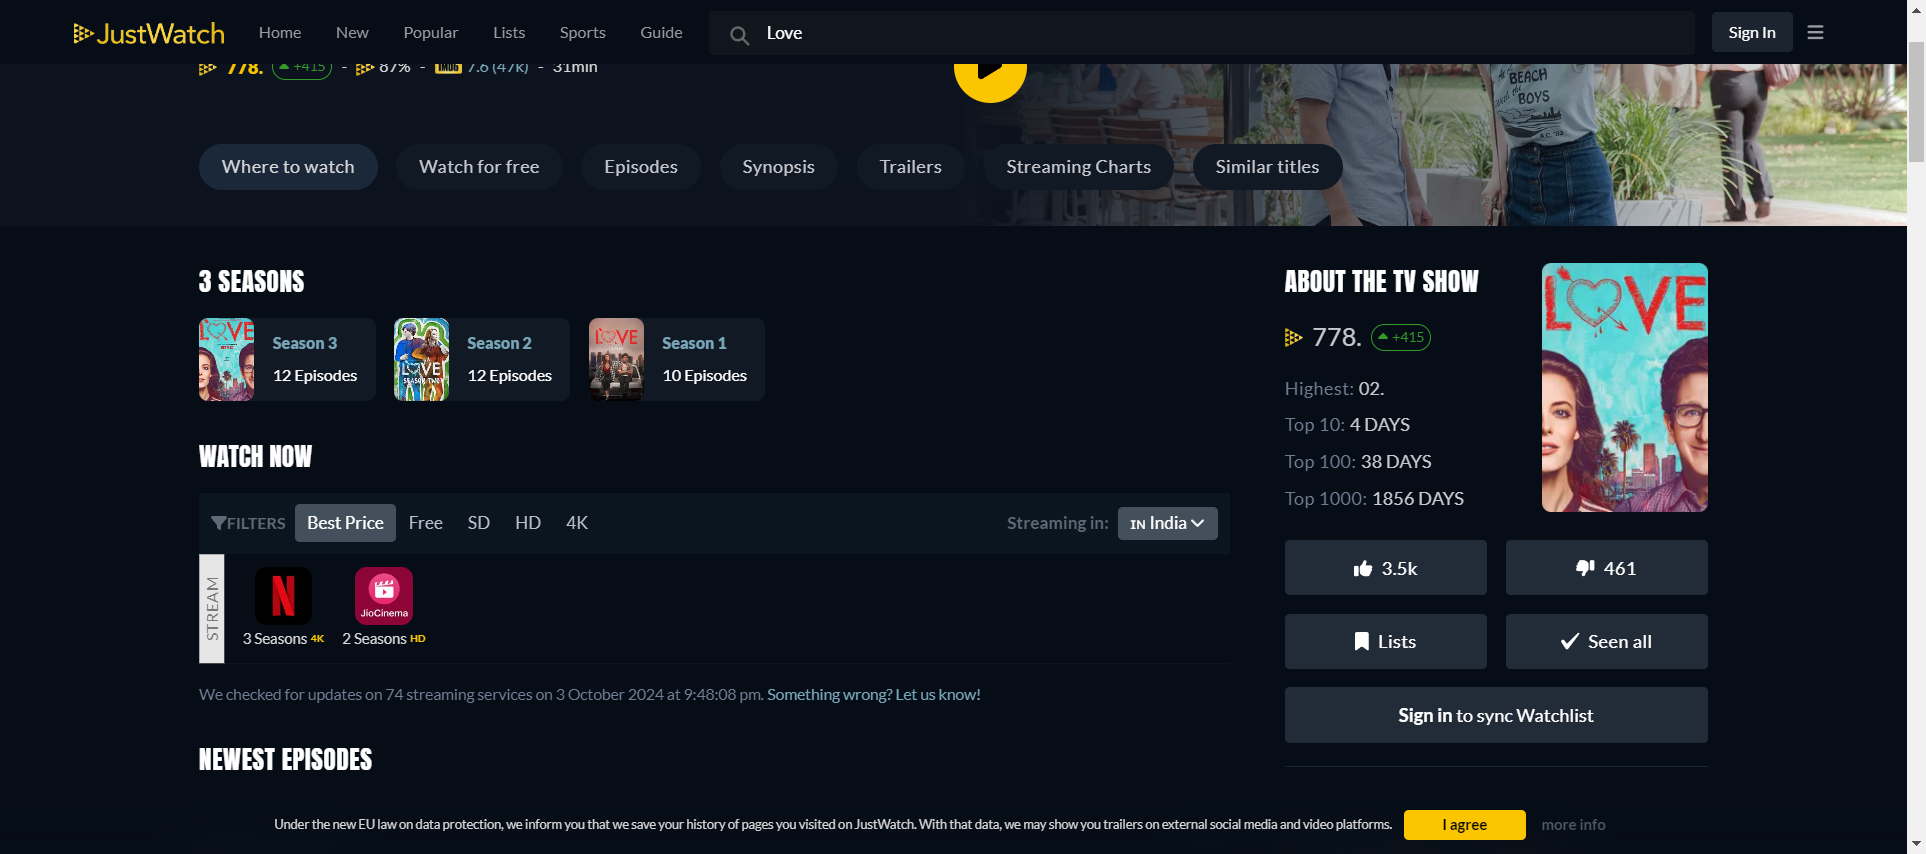 JustWatch
Home
New
Popular
Lists
Sports
Guide
Love
Sign In
778.
+415
- 87% - IMDb 7.6 (47k) - 31min
BEACH
BOYS
A.C. '83
Where to watch
Watch for free
Episodes
Synopsis
Trailers
Streaming Charts
Similar titles
3 SEASONS
LOVE
Season 3
12 Episodes
LOVE
SEASON TWO
Season 2
12 Episodes
LOVE
Season 1
10 Episodes
WATCH NOW
FILTERS
Best Price
Free
SD
HD
4K
Streaming in:
IN India
STREAM
N
3 Seasons 4K
JioCinema
2 Seasons HD
We checked for updates on 74 streaming services on 3 October 2024 at 9:48:08 pm. Something wrong? Let us know!
NEWEST EPISODES
ABOUT THE TV SHOW
778. +415
Highest: 02.
Top 10: 4 DAYS
Top 100: 38 DAYS
Top 1000: 1856 DAYS
LOVE
3.5k
461
Lists
Seen all
Sign in to sync Watchlist
Under the new EU law on data protection, we inform you that we save your history of pages you visited on JustWatch. With that data, we may show you trailers on external social media and video platforms.
I agree
more info